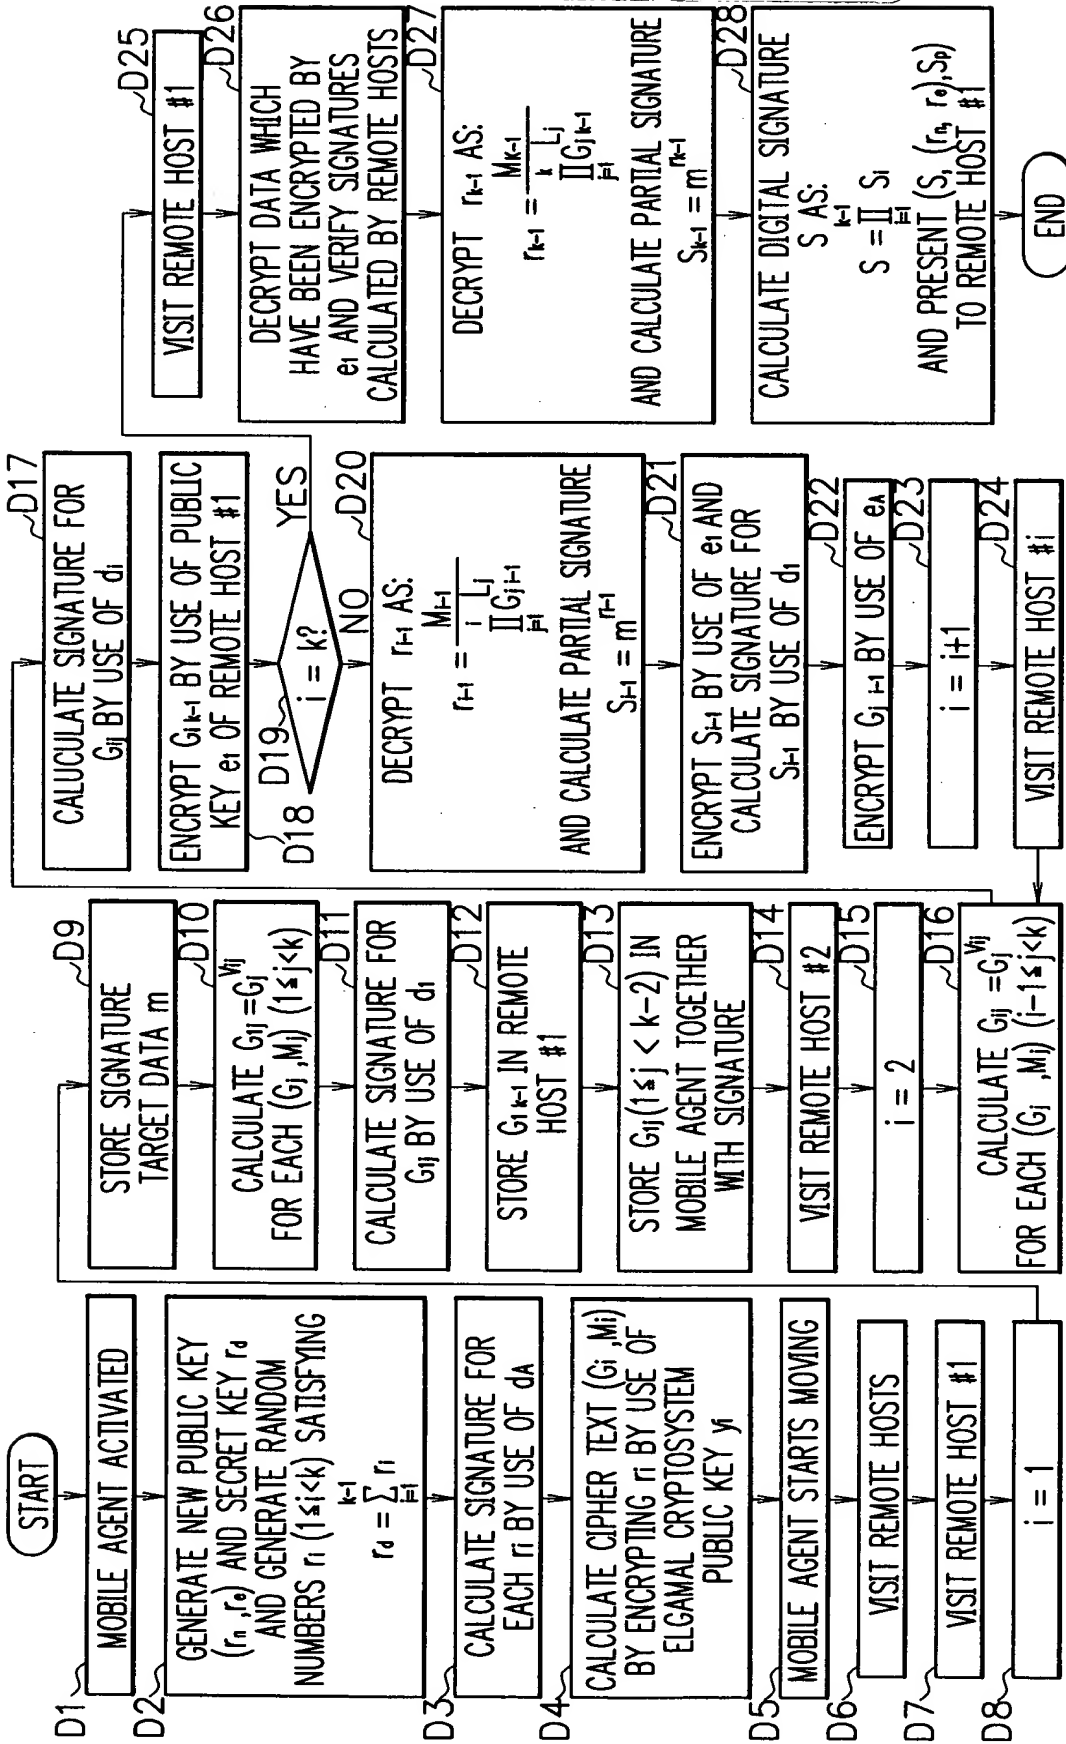 START
D1
MOBILE AGENT ACTIVATED
D2
GENERATE NEW PUBLIC KEY
(rn ,re) AND SECRET KEY rd
AND GENERATE RANDOM
NUMBERS ri (1≦i<k) SATISFYING
rd = k-1 Σ i=1 ri
D3
CALCULATE SIGNATURE FOR
EACH ri BY USE OF dA
D4
CALCULATE CIPHER TEXT (Gi ,Mi)
BY ENCRYPTING ri BY USE OF
ELGAMAL CRYPTOSYSTEM
PUBLIC KEY yi
D5
MOBILE AGENT STARTS MOVING
D6
VISIT REMOTE HOSTS
D7
VISIT REMOTE HOST #1
D8
i = 1
D9
STORE SIGNATURE
TARGET DATA m
D10
CALCULATE G1j =Gj^V1j
FOR EACH (Gj ,Mj) (1≦j<k)
D11
CALCULATE SIGNATURE FOR
G1j BY USE OF d1
D12
STORE G1k-1 IN REMOTE
HOST #1
D13
STORE G1j(1≦j < k-2) IN
MOBILE AGENT TOGETHER
WITH SIGNATURE
D14
VISIT REMOTE HOST #2
D15
i = 2
D16
CALCULATE Gij =Gj^Vij
FOR EACH (Gj ,Mj) (i-1≦j<k)
D17
CALUCULATE SIGNATURE FOR
Gij BY USE OF di
D18
ENCRYPT Gik-1 BY USE OF PUBLIC
KEY e1 OF REMOTE HOST #1
D19
i = k?
YES
NO
D20
DECRYPT ri-1 AS:
ri-1 = Mi-1 / i Π j=1 Gji-1^Lj
AND CALCULATE PARTIAL SIGNATURE
Si-1 = m^ri-1
D21
ENCRYPT Si-1 BY USE OF e1 AND
CALCULATE SIGNATURE FOR
Si-1 BY USE OF di
D22
ENCRYPT Gj i-1 BY USE OF eA
D23
i = i+1
D24
VISIT REMOTE HOST #i
D25
VISIT REMOTE HOST #1
D26
DECRYPT DATA WHICH
HAVE BEEN ENCRYPTED BY
e1 AND VERIFY SIGNATURES
CALCULATED BY REMOTE HOSTS
D27
DECRYPT rk-1 AS:
rk-1 = Mk-1 / k Π j=1 Gjk-1^Lj
AND CALCULATE PARTIAL SIGNATURE
Sk-1 = m^rk-1
D28
CALCULATE DIGITAL SIGNATURE
S AS:
S = k-1 Π i=1 Si
AND PRESENT (S, (rn, re),Sp)
TO REMOTE HOST #1
END